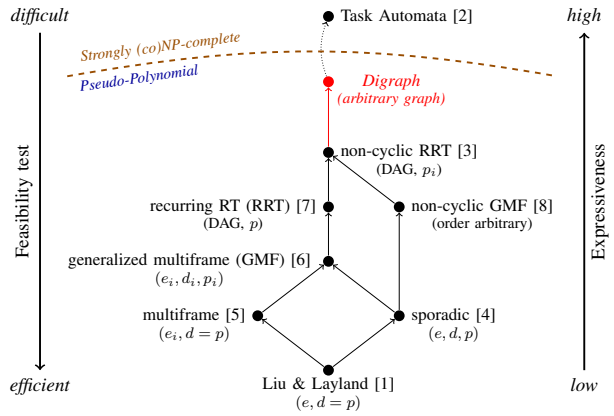 difficult
high
Task Automata [2]
Strongly (co)NP-complete
Pseudo-Polynomial
Digraph
(arbitrary graph)
non-cyclic RRT [3]
(DAG, p_i)
recurring RT (RRT) [7]
(DAG, p)
non-cyclic GMF [8]
(order arbitrary)
generalized multiframe (GMF) [6]
(e_i, d_i, p_i)
multiframe [5]
(e_i, d = p)
sporadic [4]
(e, d, p)
Liu & Layland [1]
(e, d = p)
efficient
low
Feasibility test
Expressiveness